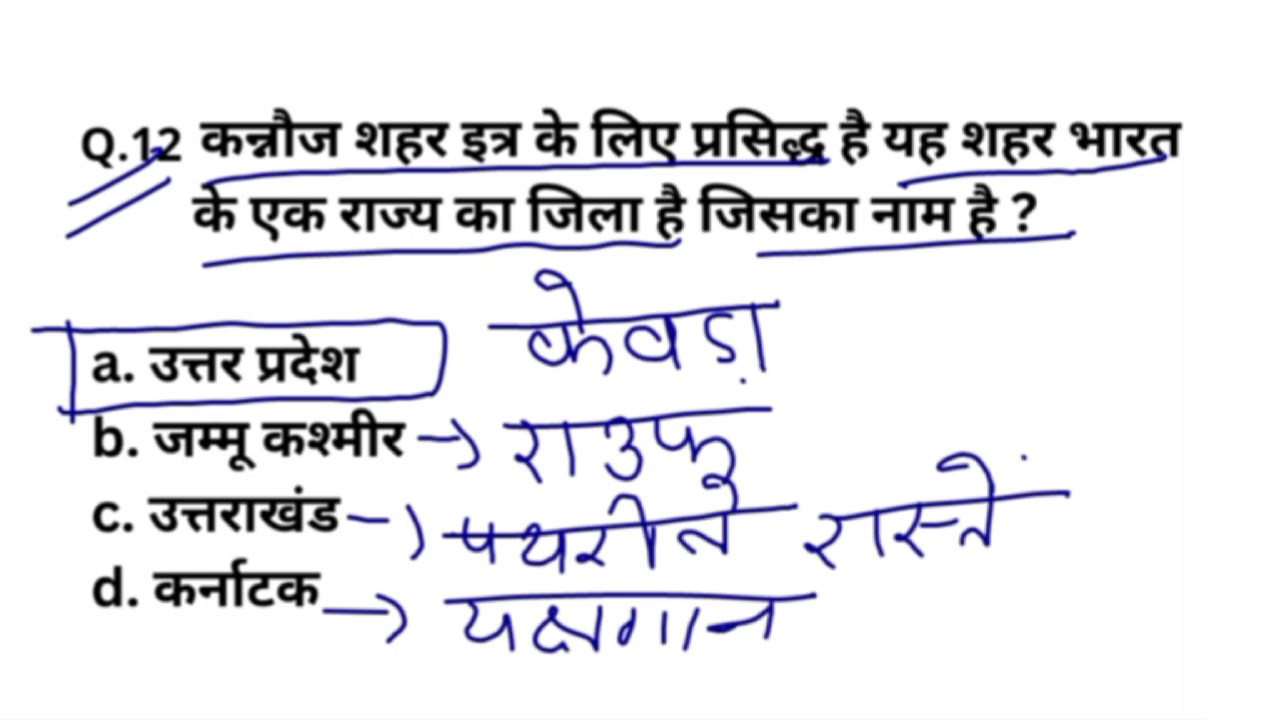 Q.12 कन्नौज शहर इत्र के लिए प्रसिद्ध है यह शहर भारत
के एक राज्य का जिला है जिसका नाम है ?
केवड़ा
a. उत्तर प्रदेश
b. जम्मू कश्मीर → राउफ
c. उत्तराखंड → पथरीले रास्ते
d. कर्नाटक → यक्षगान